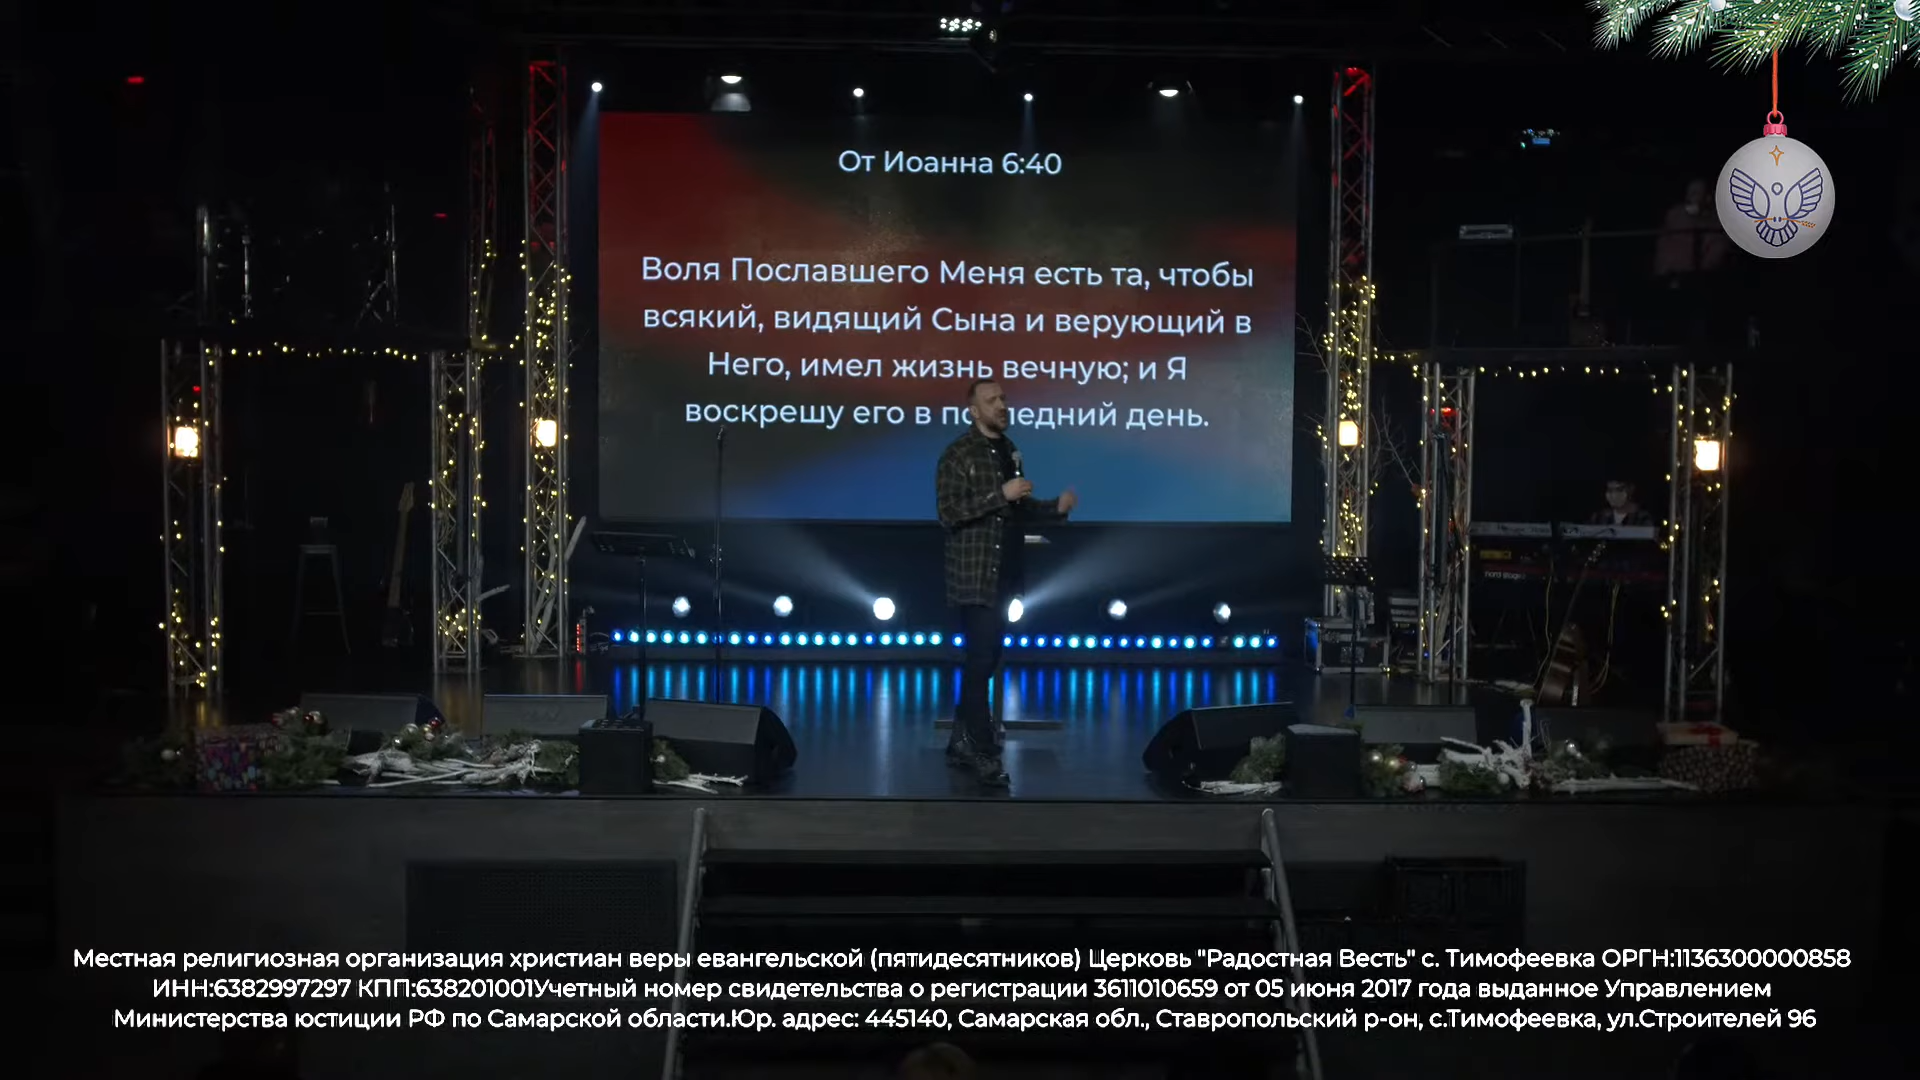 От Иоанна 6:40
Воля Пославшего Меня есть та, чтобы
всякий, видящий Сына и верующий в
Него, имел жизнь вечную; и Я
воскрешу его в последний день.
Местная религиозная организация христиан веры евангельской (пятидесятников) Церковь "Радостная Весть" с. Тимофеевка ОРГН:1136300000858
ИНН:6382997297 КПП:638201001Учетный номер свидетельства о регистрации 3611010659 от 05 июня 2017 года выданное Управлением
Министерства юстиции РФ по Самарской области.Юр. адрес: 445140, Самарская обл., Ставропольский р-он, с.Тимофеевка, ул.Строителей 96